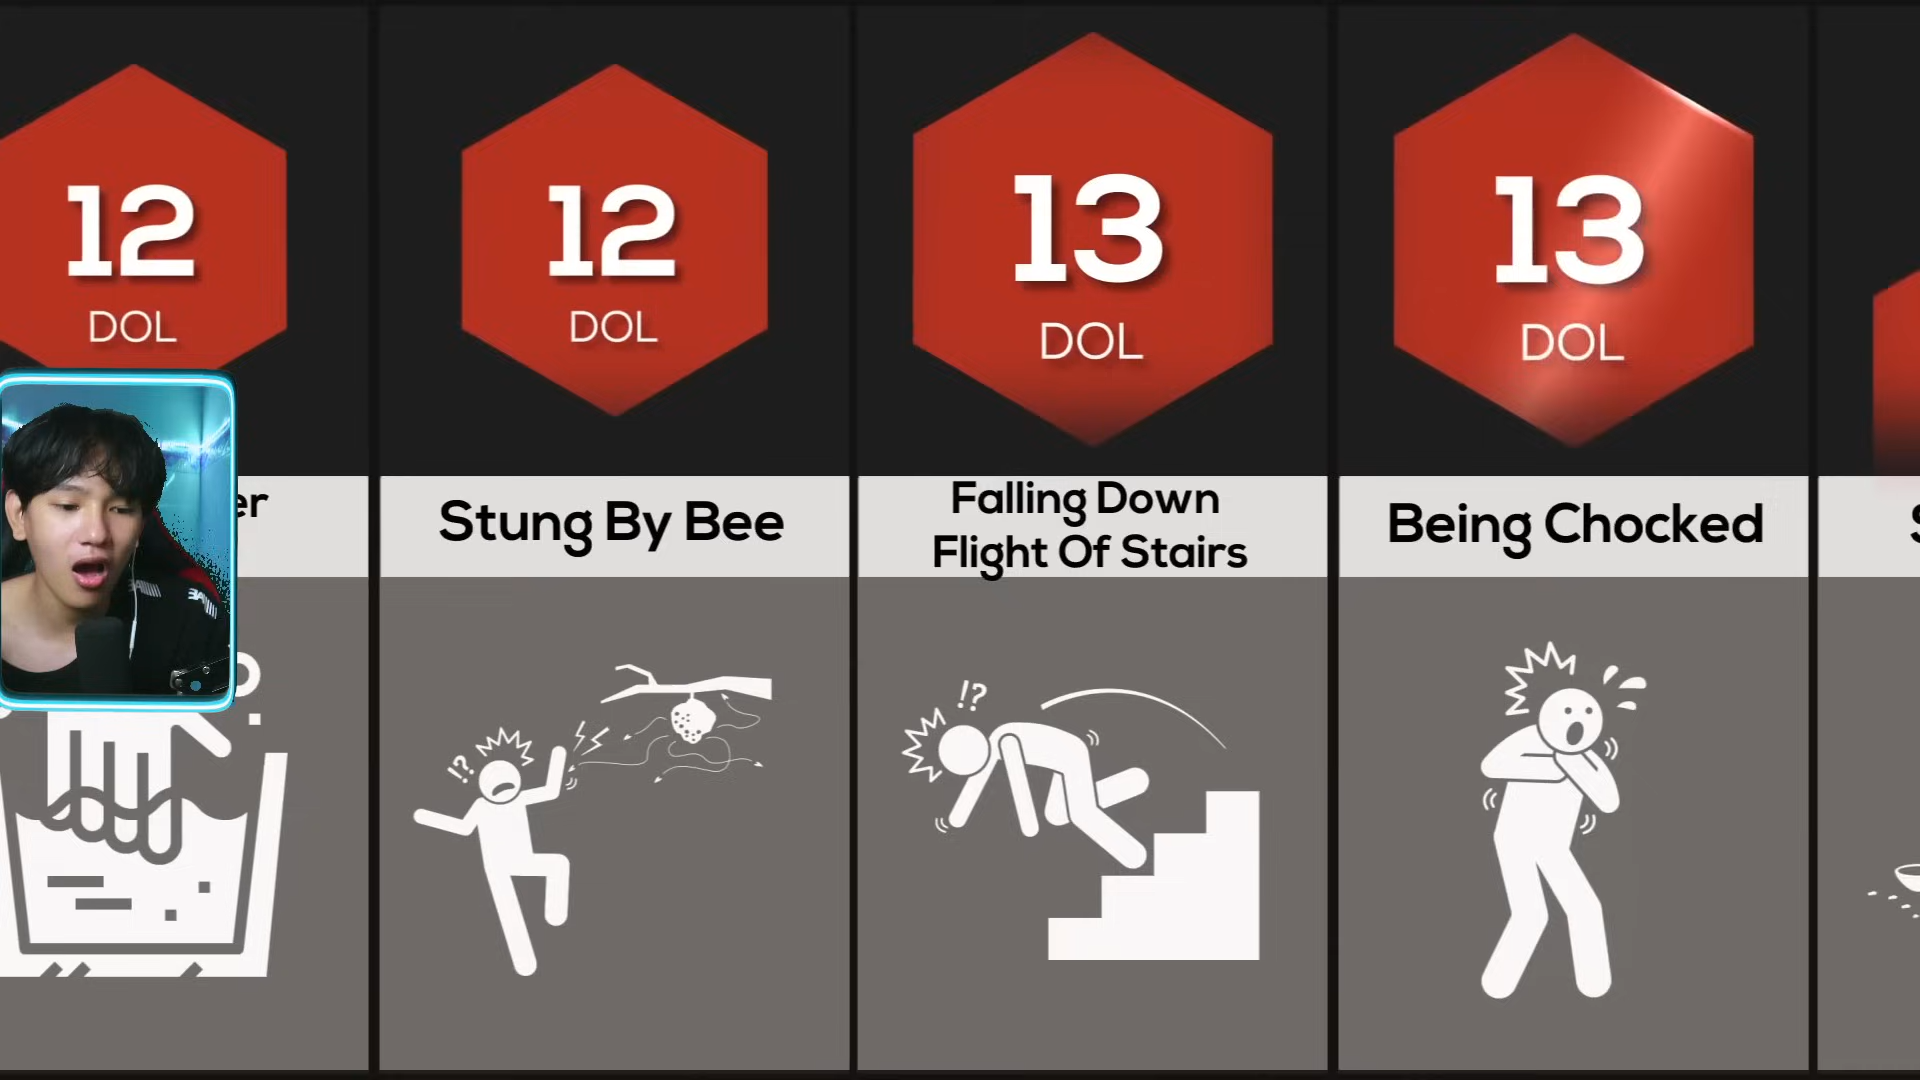 12
DOL
12
DOL
13
DOL
13
DOL
Stung By Bee
Falling Down
Flight Of Stairs
Being Chocked
!?
!?